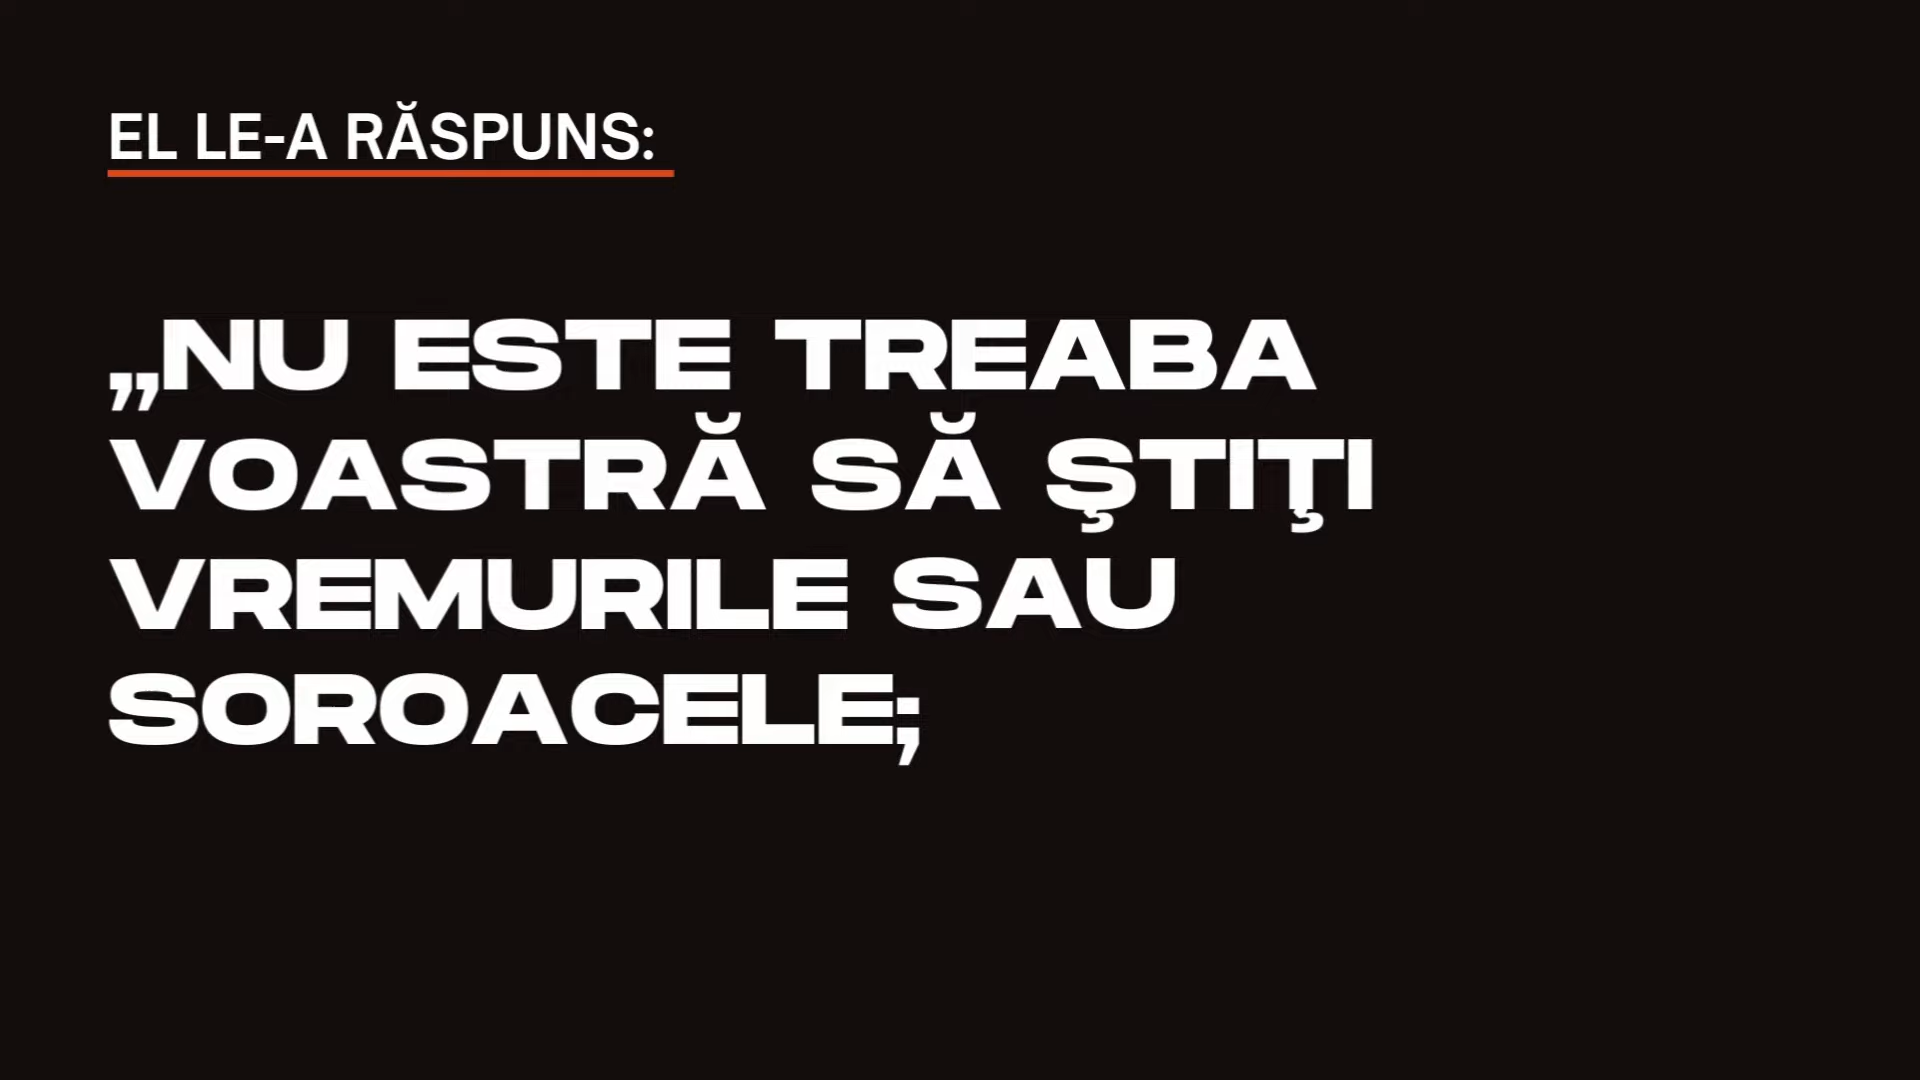 EL LE-A RĂSPUNS:
„NU ESTE TREABA
VOASTRĂ SĂ ŞTIŢI
VREMURILE SAU
SOROACELE;